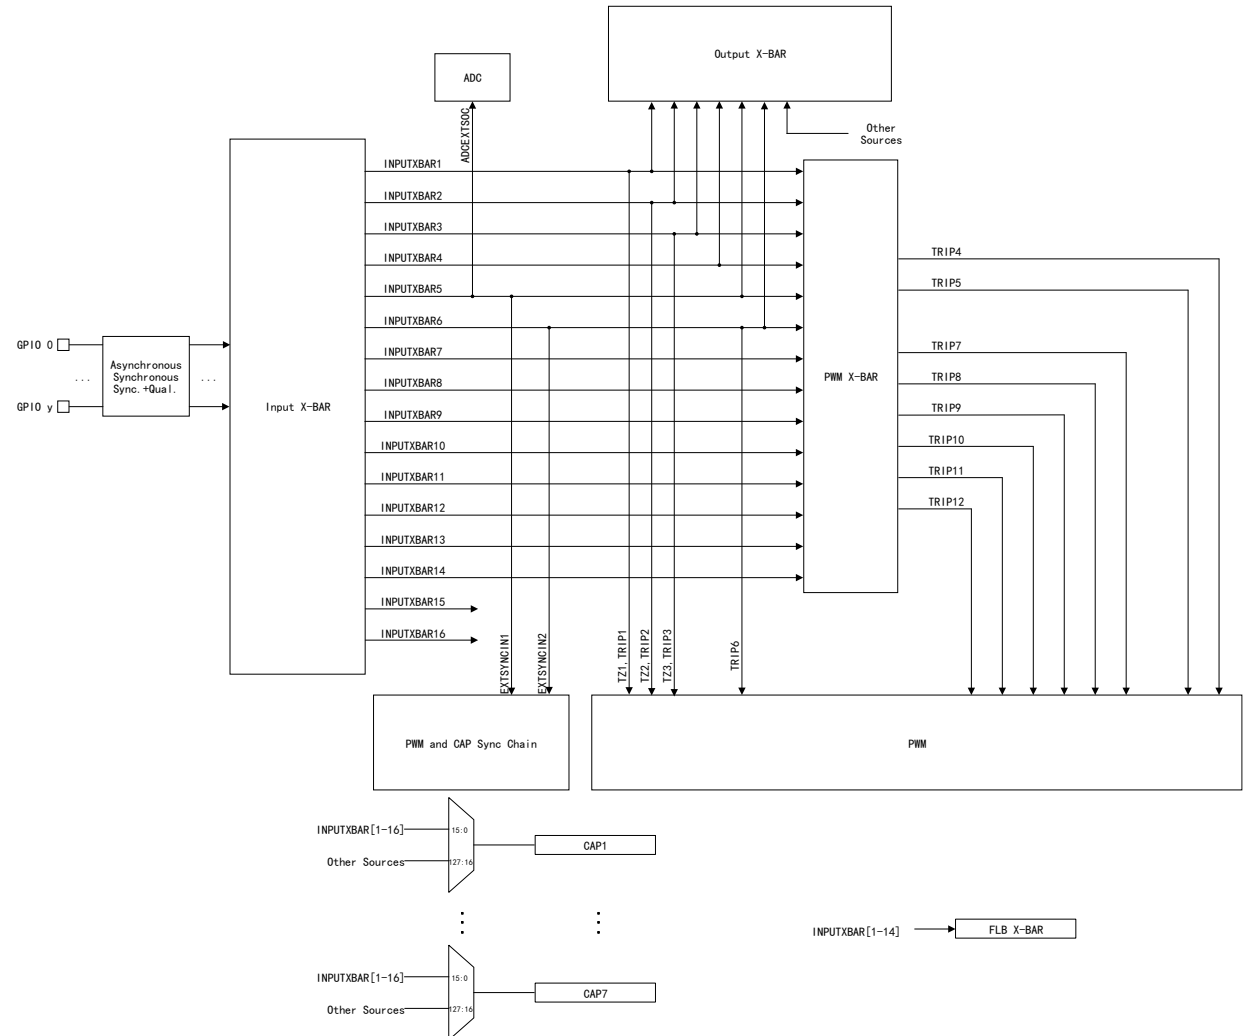 Output X-BAR
ADC
ADCEXTSOC
Other
Sources
INPUTXBAR1
INPUTXBAR2
INPUTXBAR3
INPUTXBAR4
INPUTXBAR5
INPUTXBAR6
INPUTXBAR7
INPUTXBAR8
INPUTXBAR9
INPUTXBAR10
INPUTXBAR11
INPUTXBAR12
INPUTXBAR13
INPUTXBAR14
INPUTXBAR15
INPUTXBAR16
GPIO 0
...
GPIO y
Asynchronous
Synchronous
Sync.+Qual.
...
Input X-BAR
PWM X-BAR
TRIP4
TRIP5
TRIP7
TRIP8
TRIP9
TRIP10
TRIP11
TRIP12
EXTSYNCIN1
EXTSYNCIN2
TZ1,TRIP1
TZ2,TRIP2
TZ3,TRIP3
TRIP6
PWM and CAP Sync Chain
PWM
INPUTXBAR[1-16]
15:0
Other Sources
127:16
CAP1
INPUTXBAR[1-14]
FLB X-BAR
INPUTXBAR[1-16]
15:0
Other Sources
127:16
CAP7